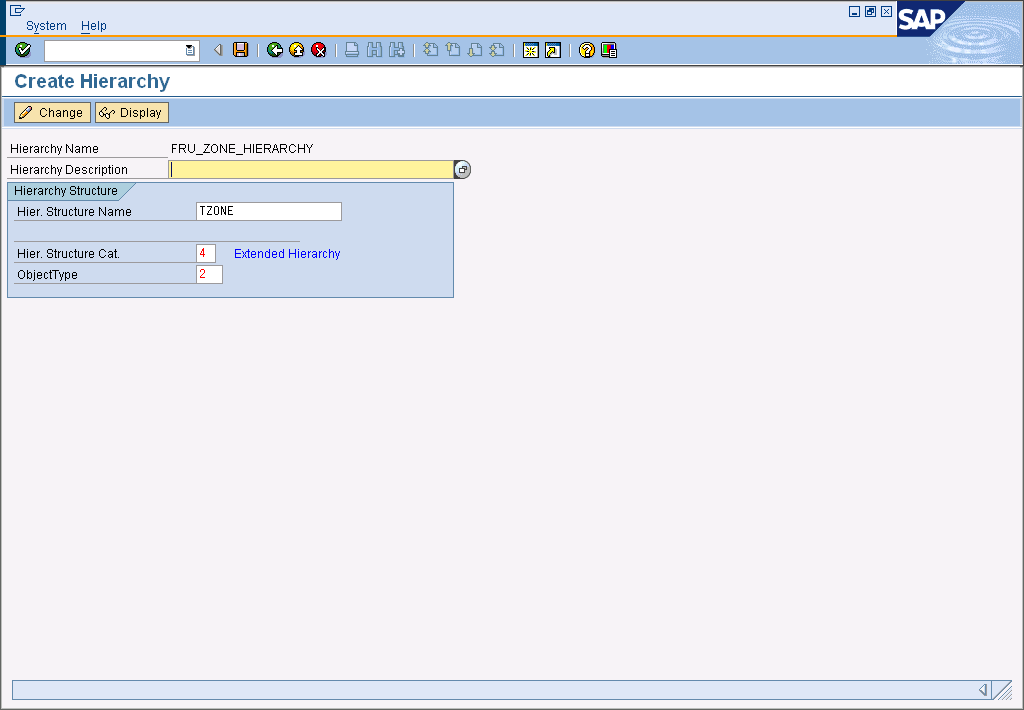 System Help
SAP
Create Hierarchy
Change Display
Hierarchy Name FRU_ZONE_HIERARCHY
Hierarchy Description
Hierarchy Structure
Hier. Structure Name TZONE
Hier. Structure Cat. 4 Extended Hierarchy
ObjectType 2